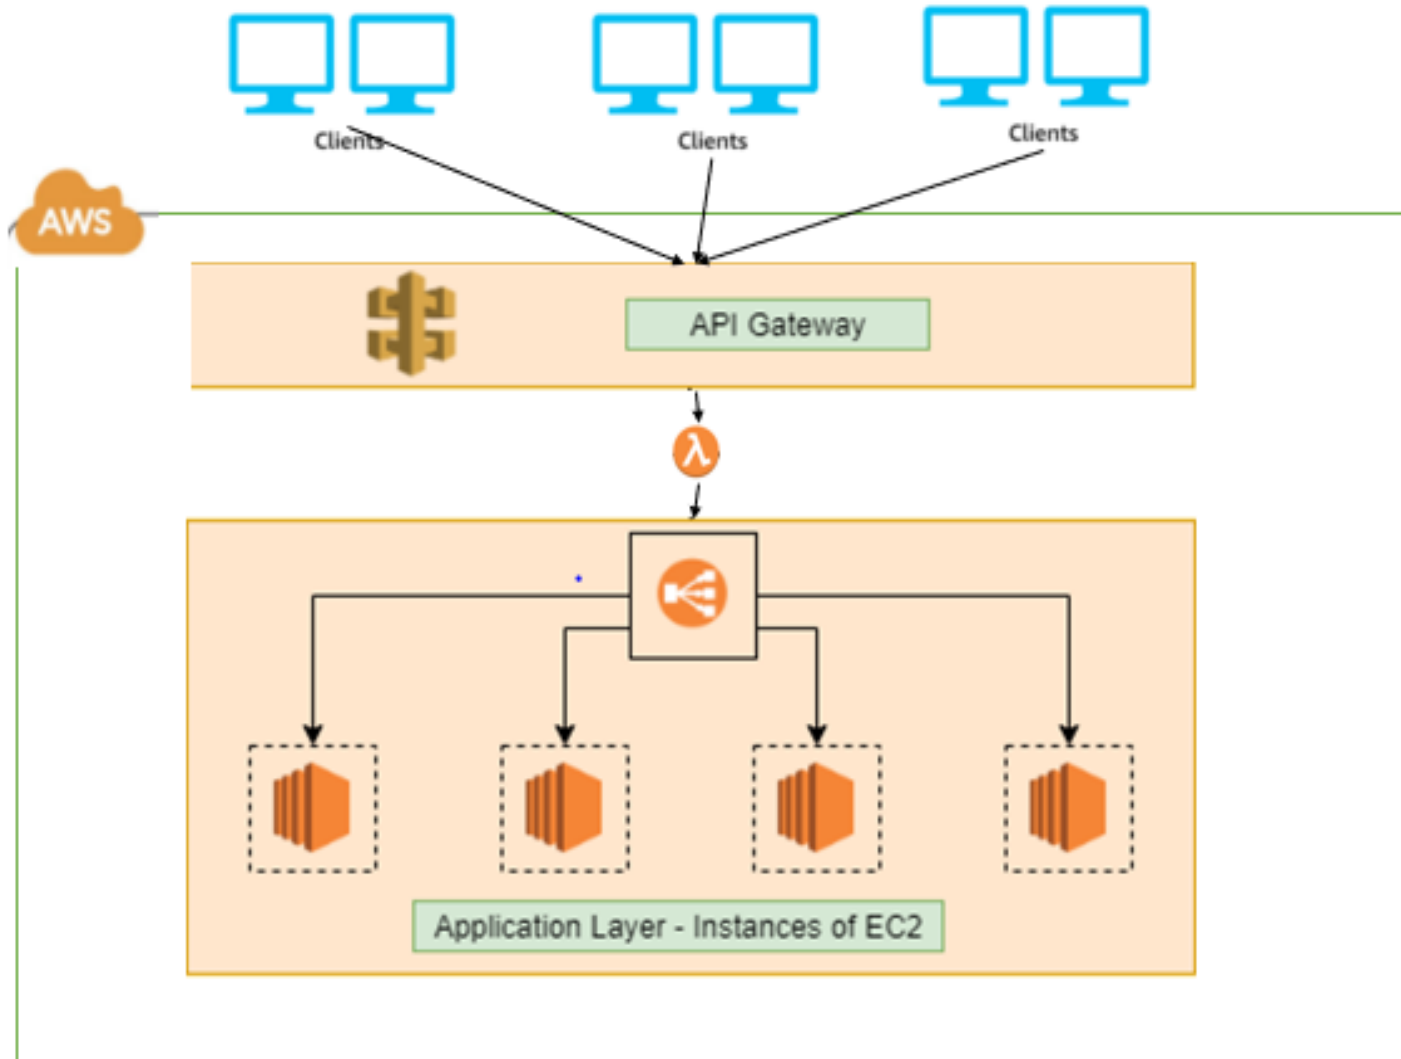 Clients
Clients
Clients
AWS
API Gateway
λ
Application Layer - Instances of EC2